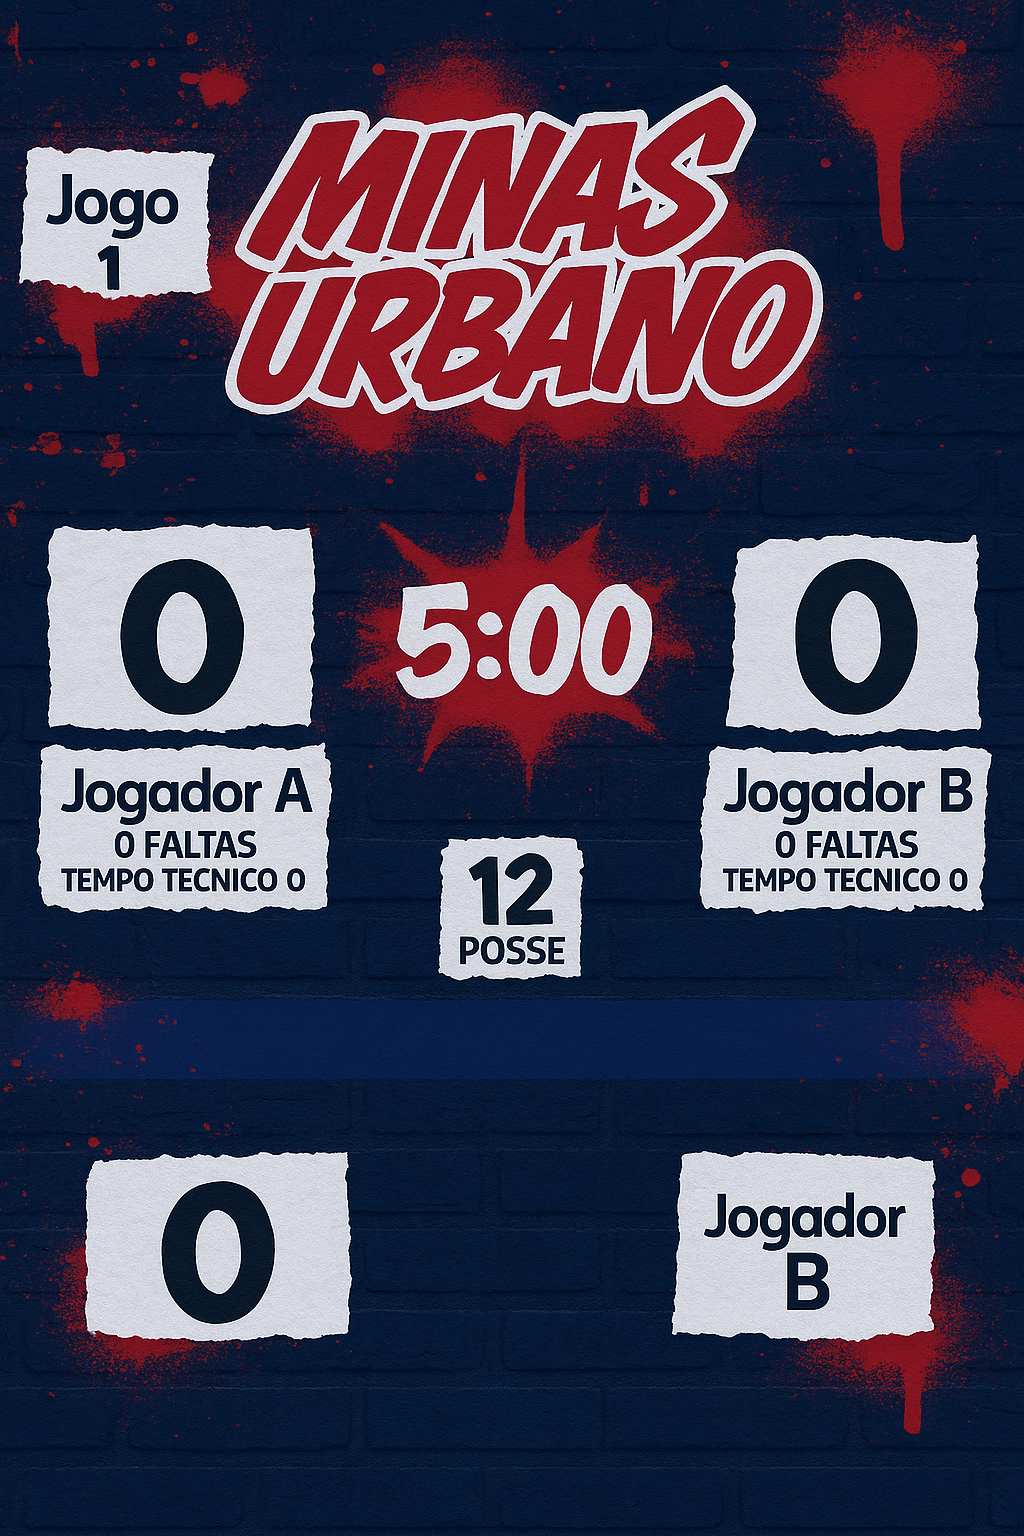 Jogo
1
MINAS
URBANO
0
5:00
0
Jogador A
0 FALTAS
TEMPO TECNICO 0
Jogador B
0 FALTAS
TEMPO TECNICO 0
12
POSSE
0
Jogador
B